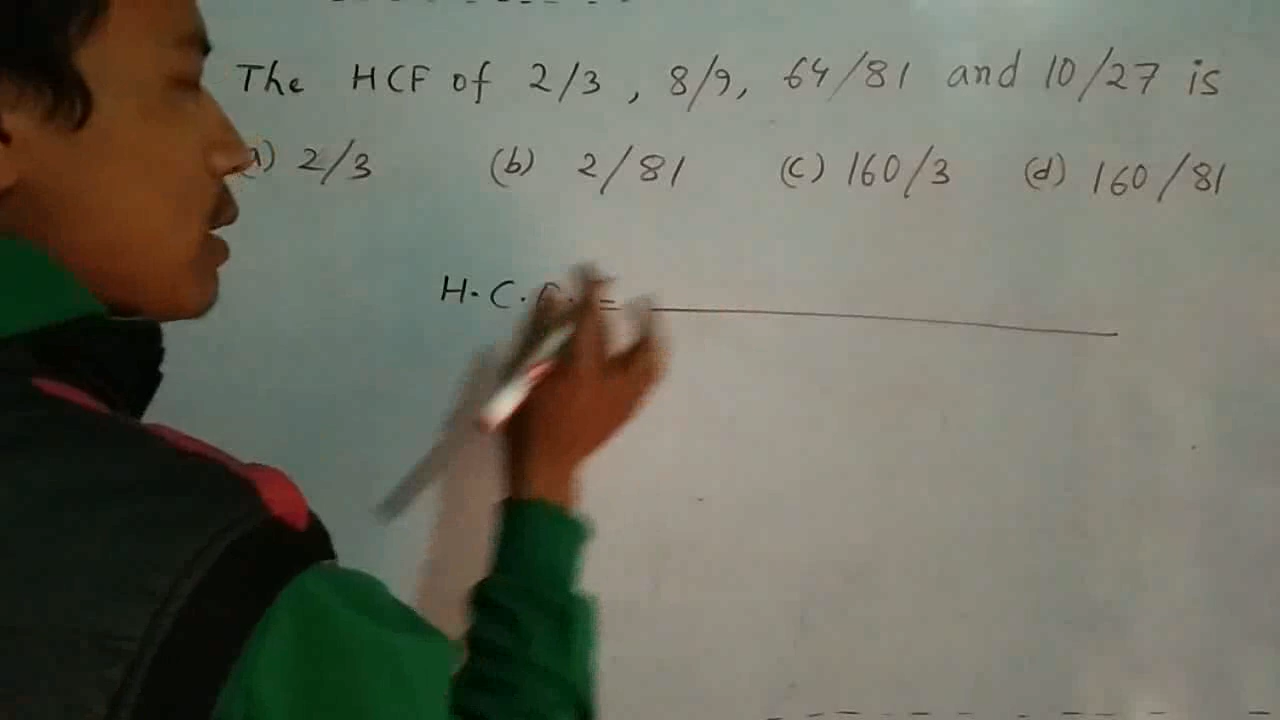 The HCF of 2/3 , 8/9, 64/81 and 10/27 is
a) 2/3 (b) 2/81 (c) 160/3 (d) 160/81
H.C.F. =